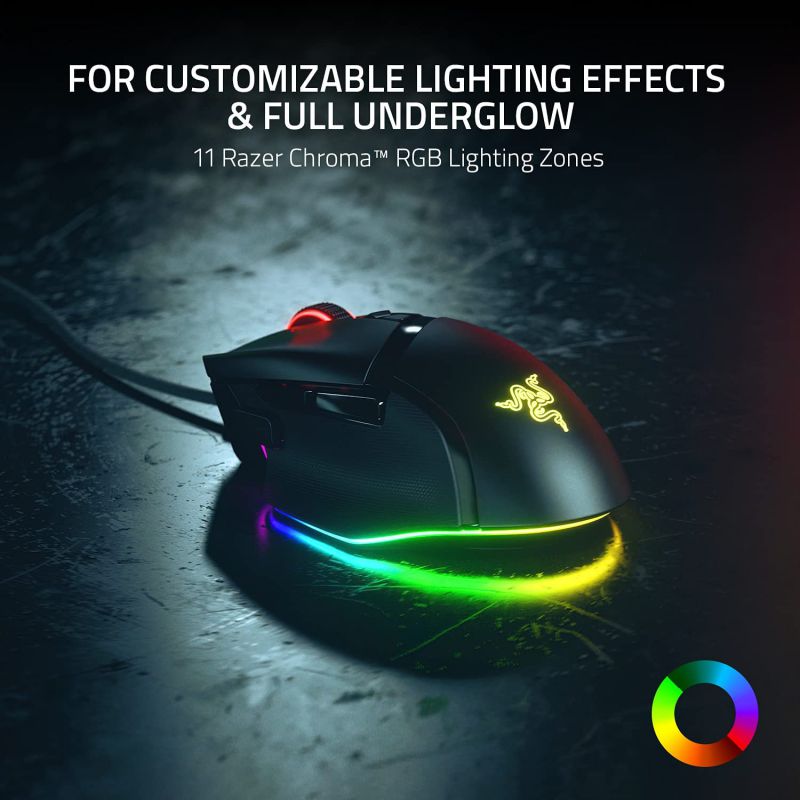 FOR CUSTOMIZABLE LIGHTING EFFECTS
& FULL UNDERGLOW
11 Razer Chroma™ RGB Lighting Zones